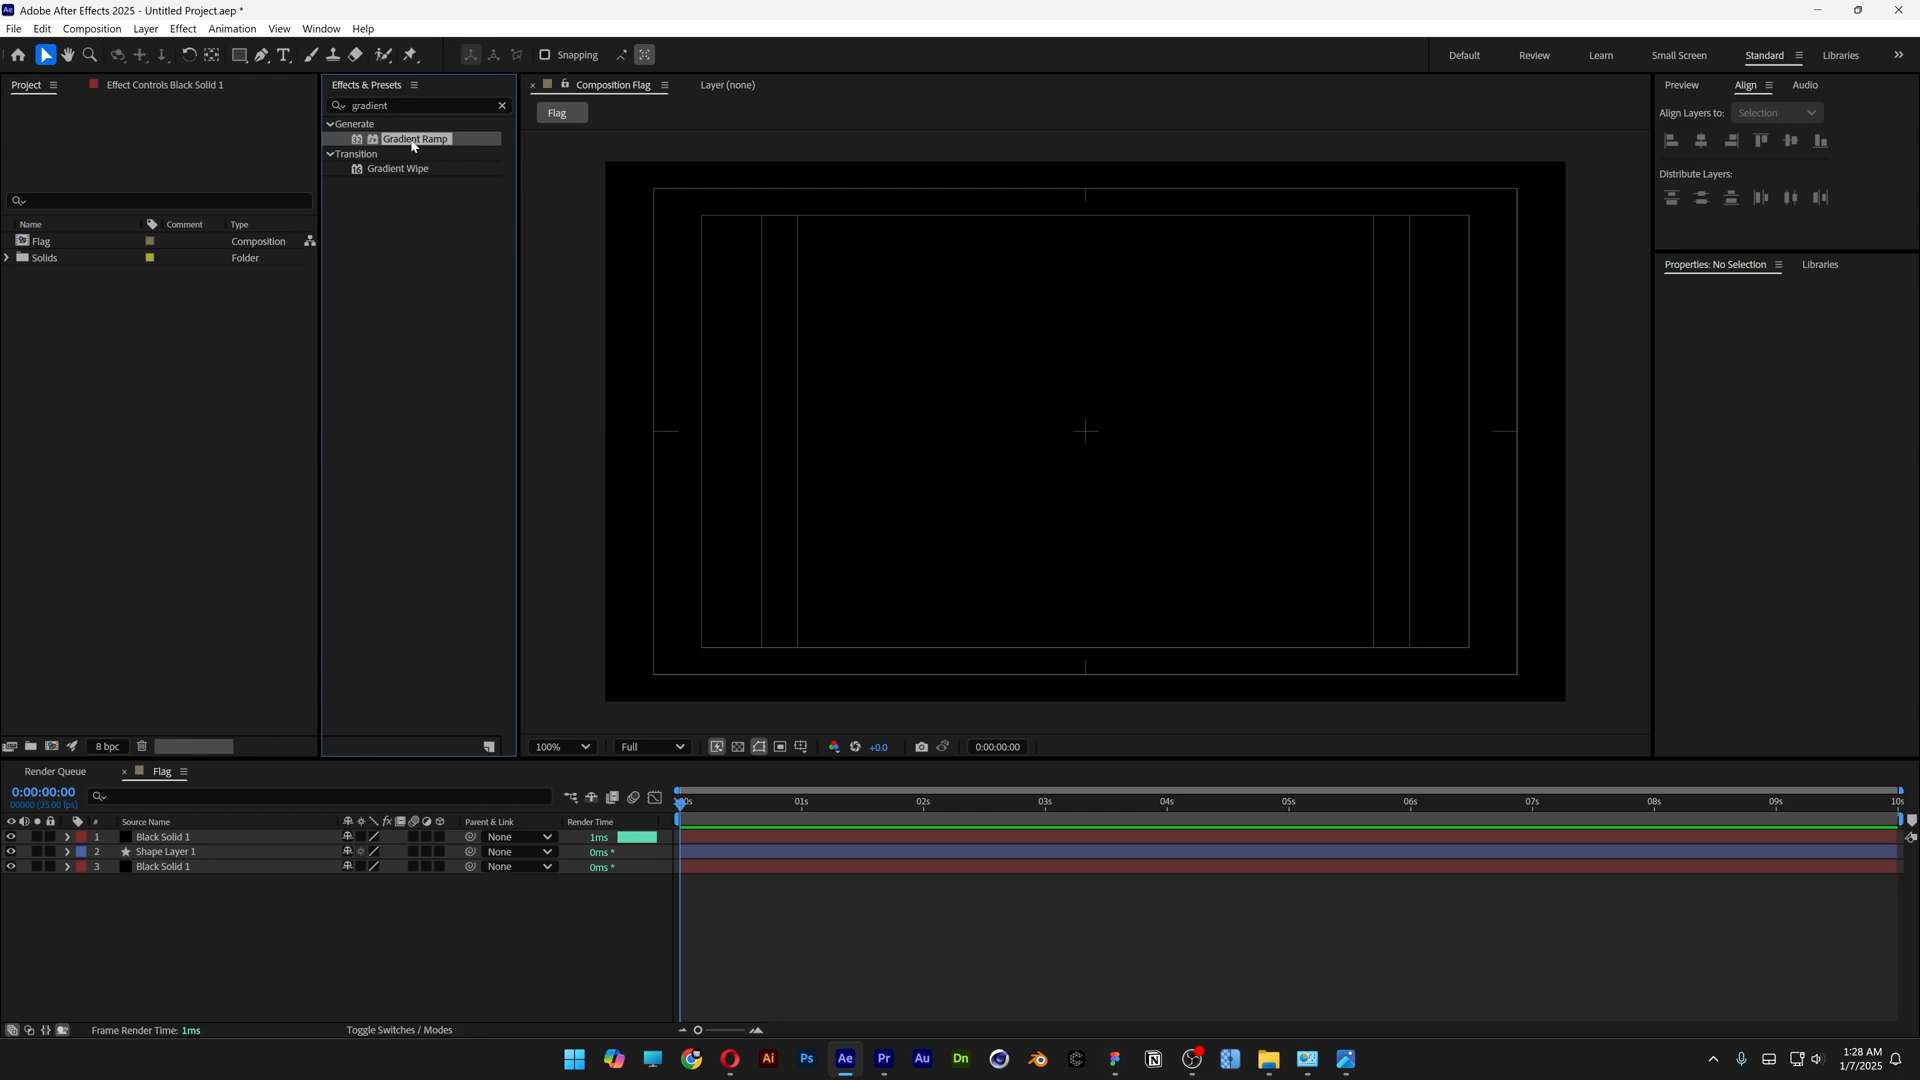 Adobe After Effects 2025 - Untitled Project.aep *
File Edit Composition Layer Effect Animation View Window Help
Snapping
Default Review Learn Small Screen Standard Libraries
Project Effect Controls Black Solid 1
Name Comment Type
Flag Composition
Solids Folder
8 bpc
Effects & Presets
gradient
Generate
32 Gradient Ramp
Transition
16 Gradient Wipe
Composition Flag Layer (none)
Flag
100% Full +0.0 0:00:00:00
Preview Align Audio
Align Layers to: Selection
Distribute Layers:
Properties: No Selection Libraries
Render Queue Flag
0:00:00:00
00000 (25.00 fps)
01s 02s 03s 04s 05s 06s 07s 08s 09s 10s
# Source Name fx Parent & Link Render Time
1 Black Solid 1 None 1ms
2 Shape Layer 1 None 0ms *
3 Black Solid 1 None 0ms *
Frame Render Time: 1ms Toggle Switches / Modes
Ai Ps Ae Pr Au Dn
1:28 AM
1/7/2025